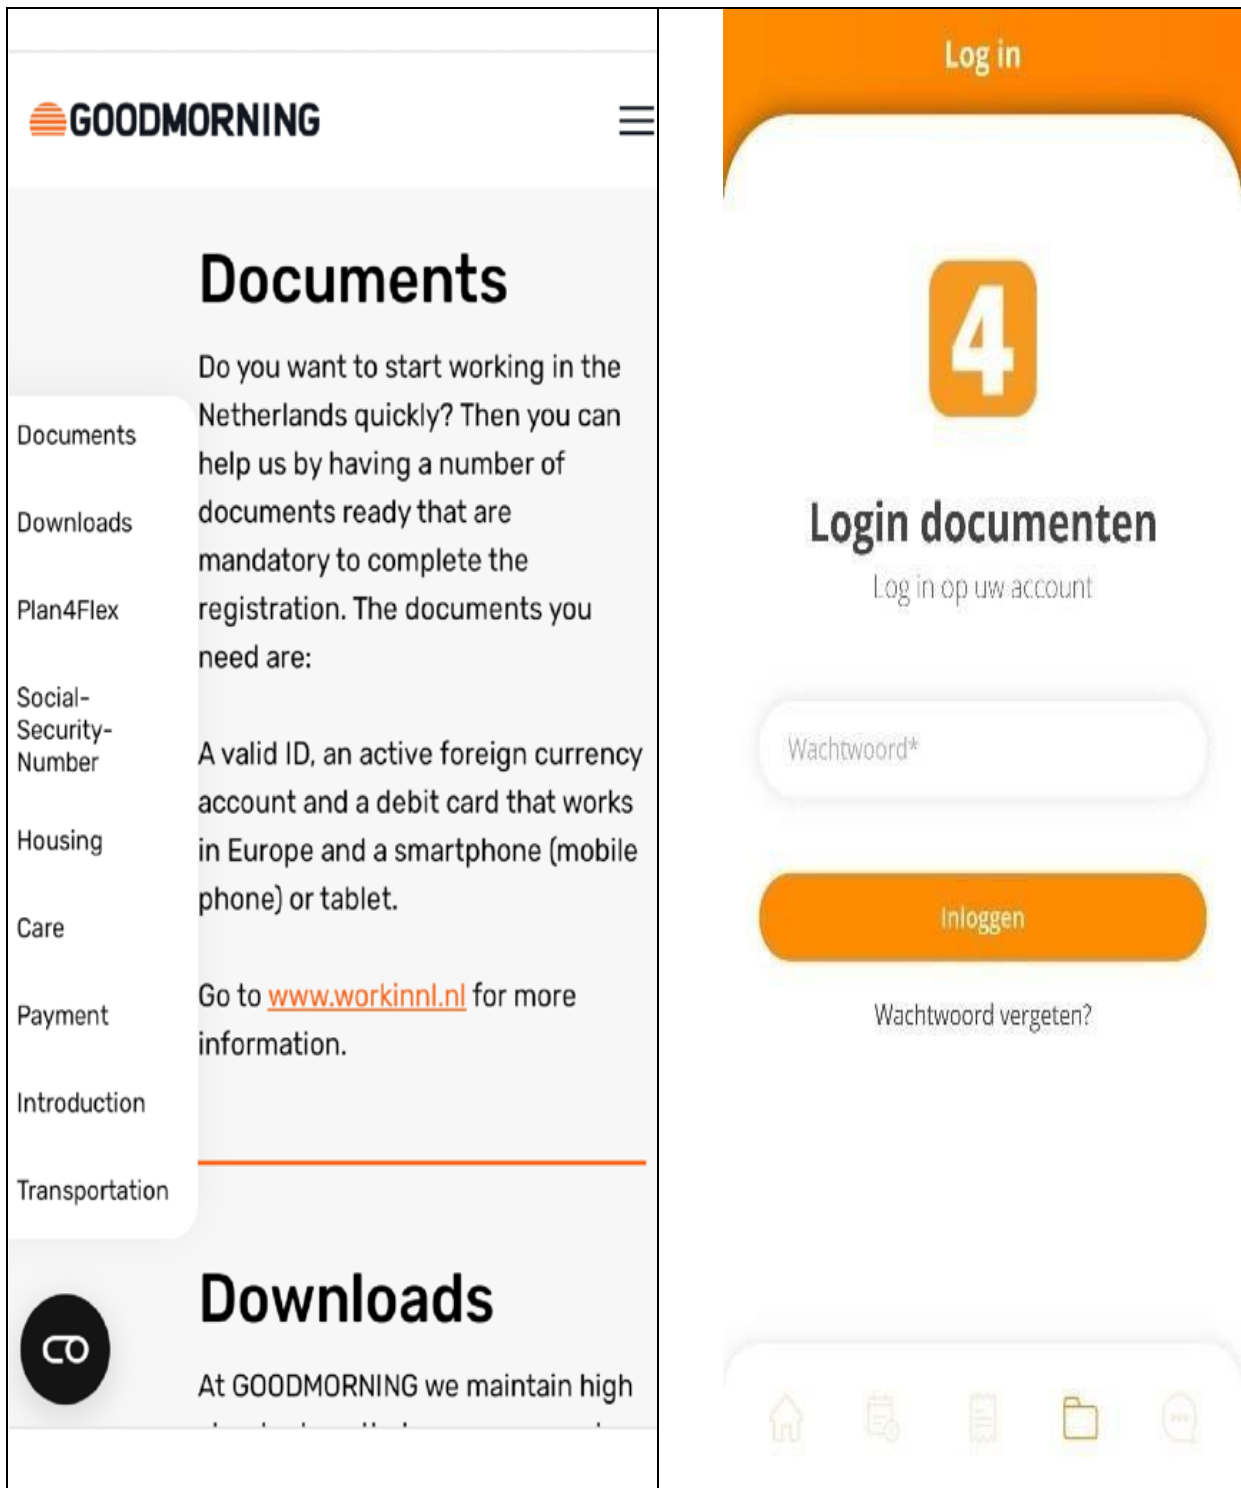 GOODMORNING
Documents
Do you want to start working in the
Netherlands quickly? Then you can
help us by having a number of
documents ready that are
mandatory to complete the
registration. The documents you
need are:
A valid ID, an active foreign currency
account and a debit card that works
in Europe and a smartphone (mobile
phone) or tablet.
Go to www.workinnl.nl for more
information.
Documents
Downloads
Plan4Flex
Social-
Security-
Number
Housing
Care
Payment
Introduction
Transportation
Downloads
At GOODMORNING we maintain high
Log in
4
Login documenten
Log in op uw account
Wachtwoord*
Inloggen
Wachtwoord vergeten?